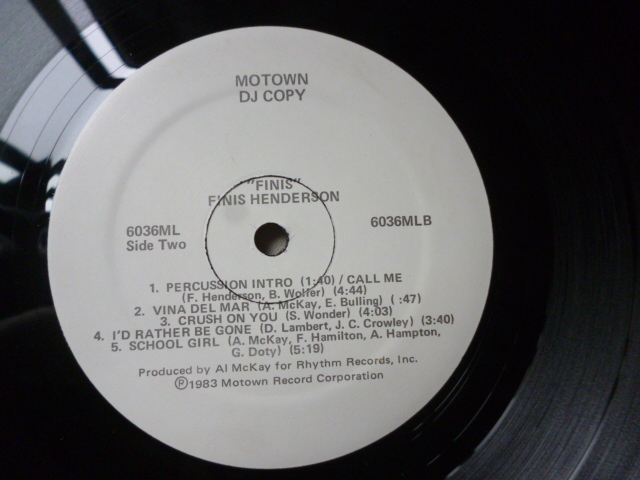 MOTOWN
DJ COPY
"FINIS"
FINIS HENDERSON
6036ML
Side Two
6036MLB
1. PERCUSSION INTRO (1:40) / CALL ME
(F. Henderson, B. Wolfer) (4:44)
2. VINA DEL MAR (A. McKay, E. Bulling) ( :47)
3. CRUSH ON YOU (S. Wonder) (4:03)
4. I'D RATHER BE GONE (D. Lambert, J. C. Crowley) (3:40)
5. SCHOOL GIRL (A. McKay, F. Hamilton, A. Hampton,
G. Doty) (5:19)
Produced by Al McKay for Rhythm Records, Inc.
Ⓟ1983 Motown Record Corporation